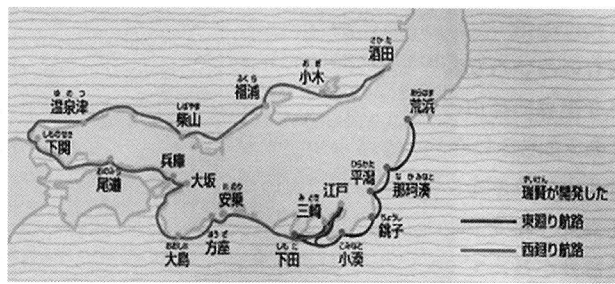 さかた
酒田
おぎ
小木
ふくら
福浦
ゆのつ
温泉津
しばやま
柴山
あらはま
荒浜
しものせき
下関
おのみち
尾道
兵庫
大坂
あのり
安乗
みさき
三崎
江戸
ひらかた
平潟
なかみなと
那珂湊
ちょうし
銚子
おおしま
大島
ほうざ
方座
しもだ
下田
こみなと
小湊
ずいけん
瑞賢が開発した
東廻り航路
西廻り航路